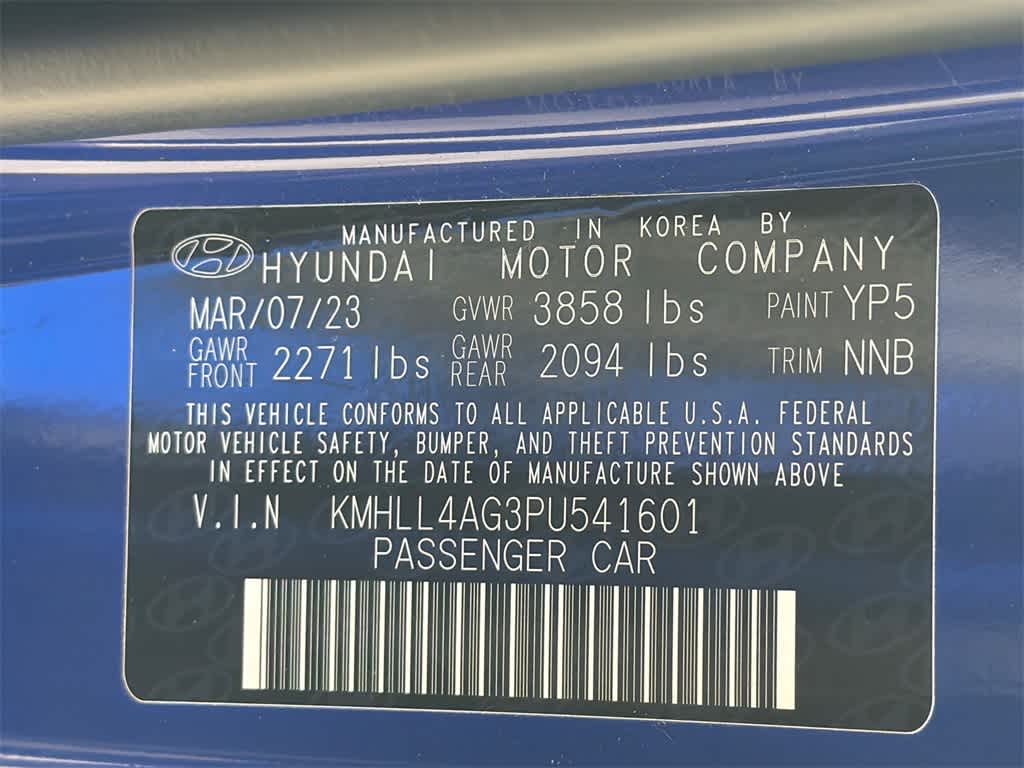 MANUFACTURED IN KOREA BY
HYUNDAI MOTOR COMPANY
MAR/07/23 GVWR 3858 lbs PAINT YP5
GAWR FRONT 2271 lbs GAWR REAR 2094 lbs TRIM NNB
THIS VEHICLE CONFORMS TO ALL APPLICABLE U.S.A. FEDERAL
MOTOR VEHICLE SAFETY, BUMPER, AND THEFT PREVENTION STANDARDS
IN EFFECT ON THE DATE OF MANUFACTURE SHOWN ABOVE
V.I.N KMHLL4AG3PU541601
PASSENGER CAR